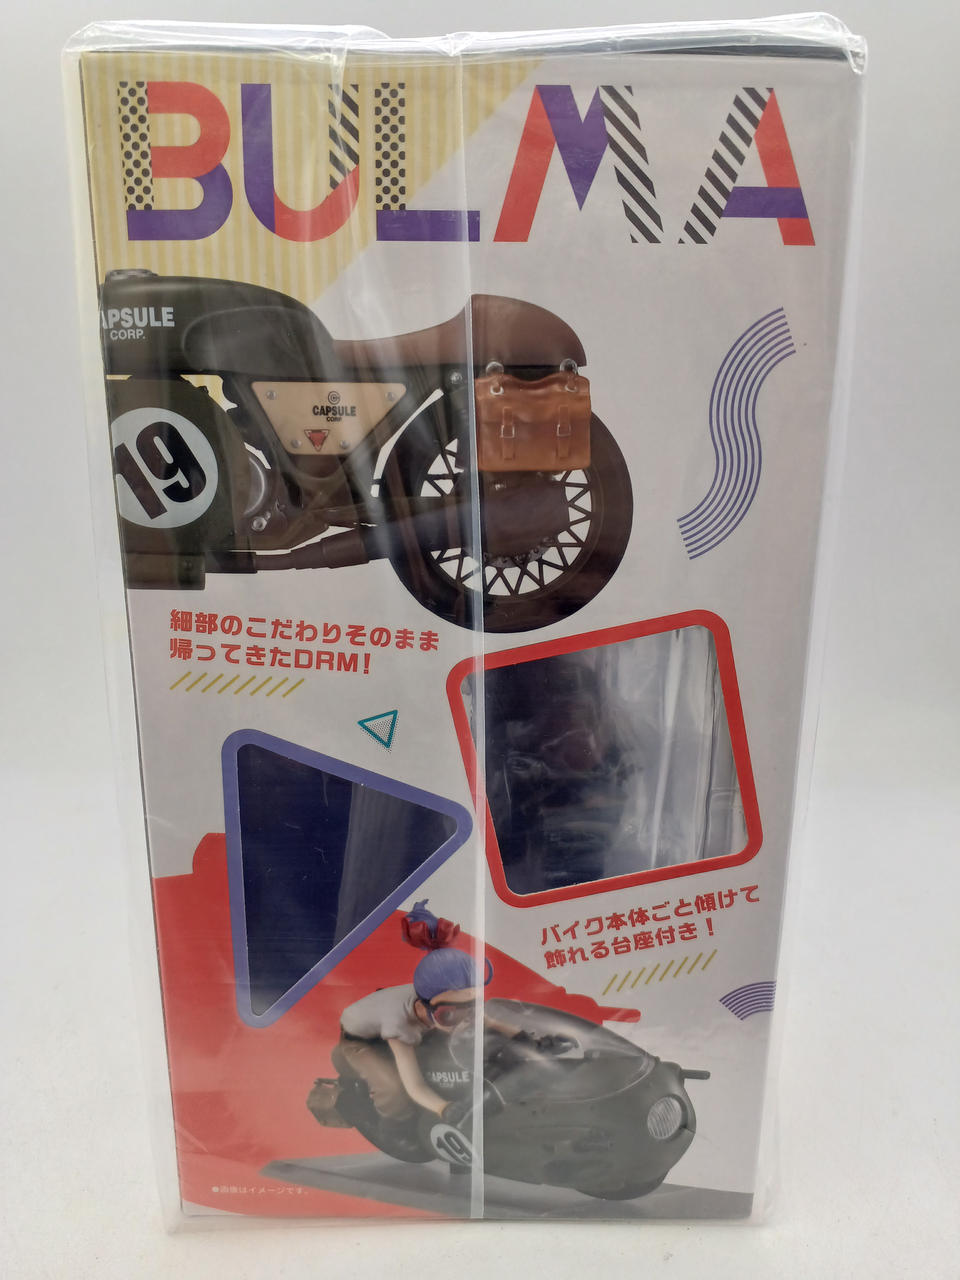 BULMA
APSULE
CORP.
CAPSULE
CORP.
19
細部のこだわりそのまま
帰ってきたDRM!
バイク本体ごと傾けて
飾れる台座付き!
CAPSULE
19
●画像はイメージです。